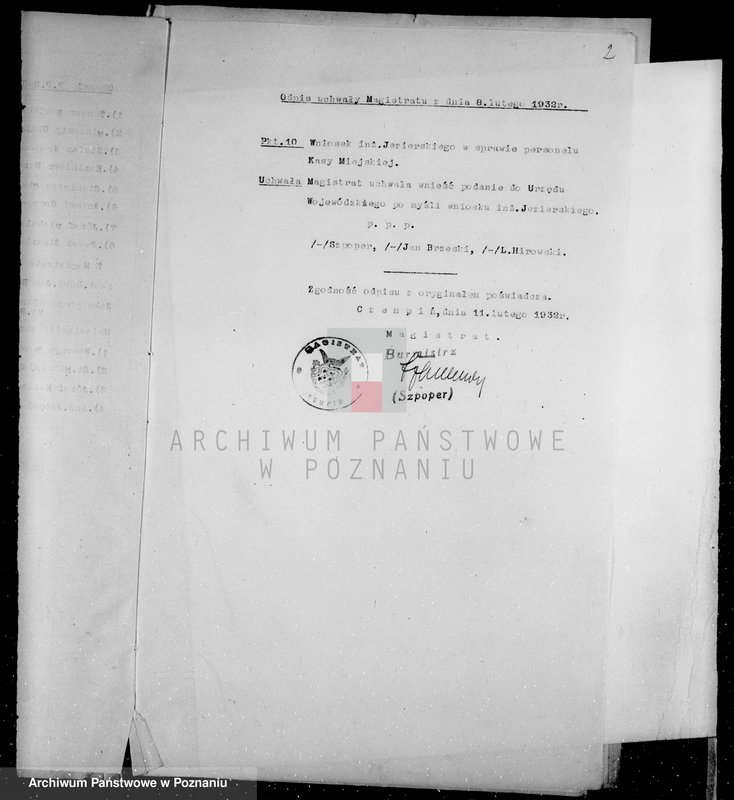 2
Odpis uchwały Magistratu z dnia 8.lutego 1932r.
Pkt.10 Wniosek inż.Jezierskiego w sprawie personelu
Kasy Miejskiej.
Uchwała Magistrat uchwala wnieść podanie do Urzędu
Wojewódzkiego po myśli wniosku inż.Jezierskiego.
p. p. p.
/-/Szpoper, /-/Jan Brzeski, /-/L.Hirowski.
Zgodność odpisu z oryginałem poświadcza.
Czempiń,dnia 11.lutego 1932r.
Magistrat.
Burmistrz
(Szpoper)
MAGISTRAT
ARCHIWUM PAŃSTWOWE
W POZNANIU
Archiwum Państwowe w Poznaniu